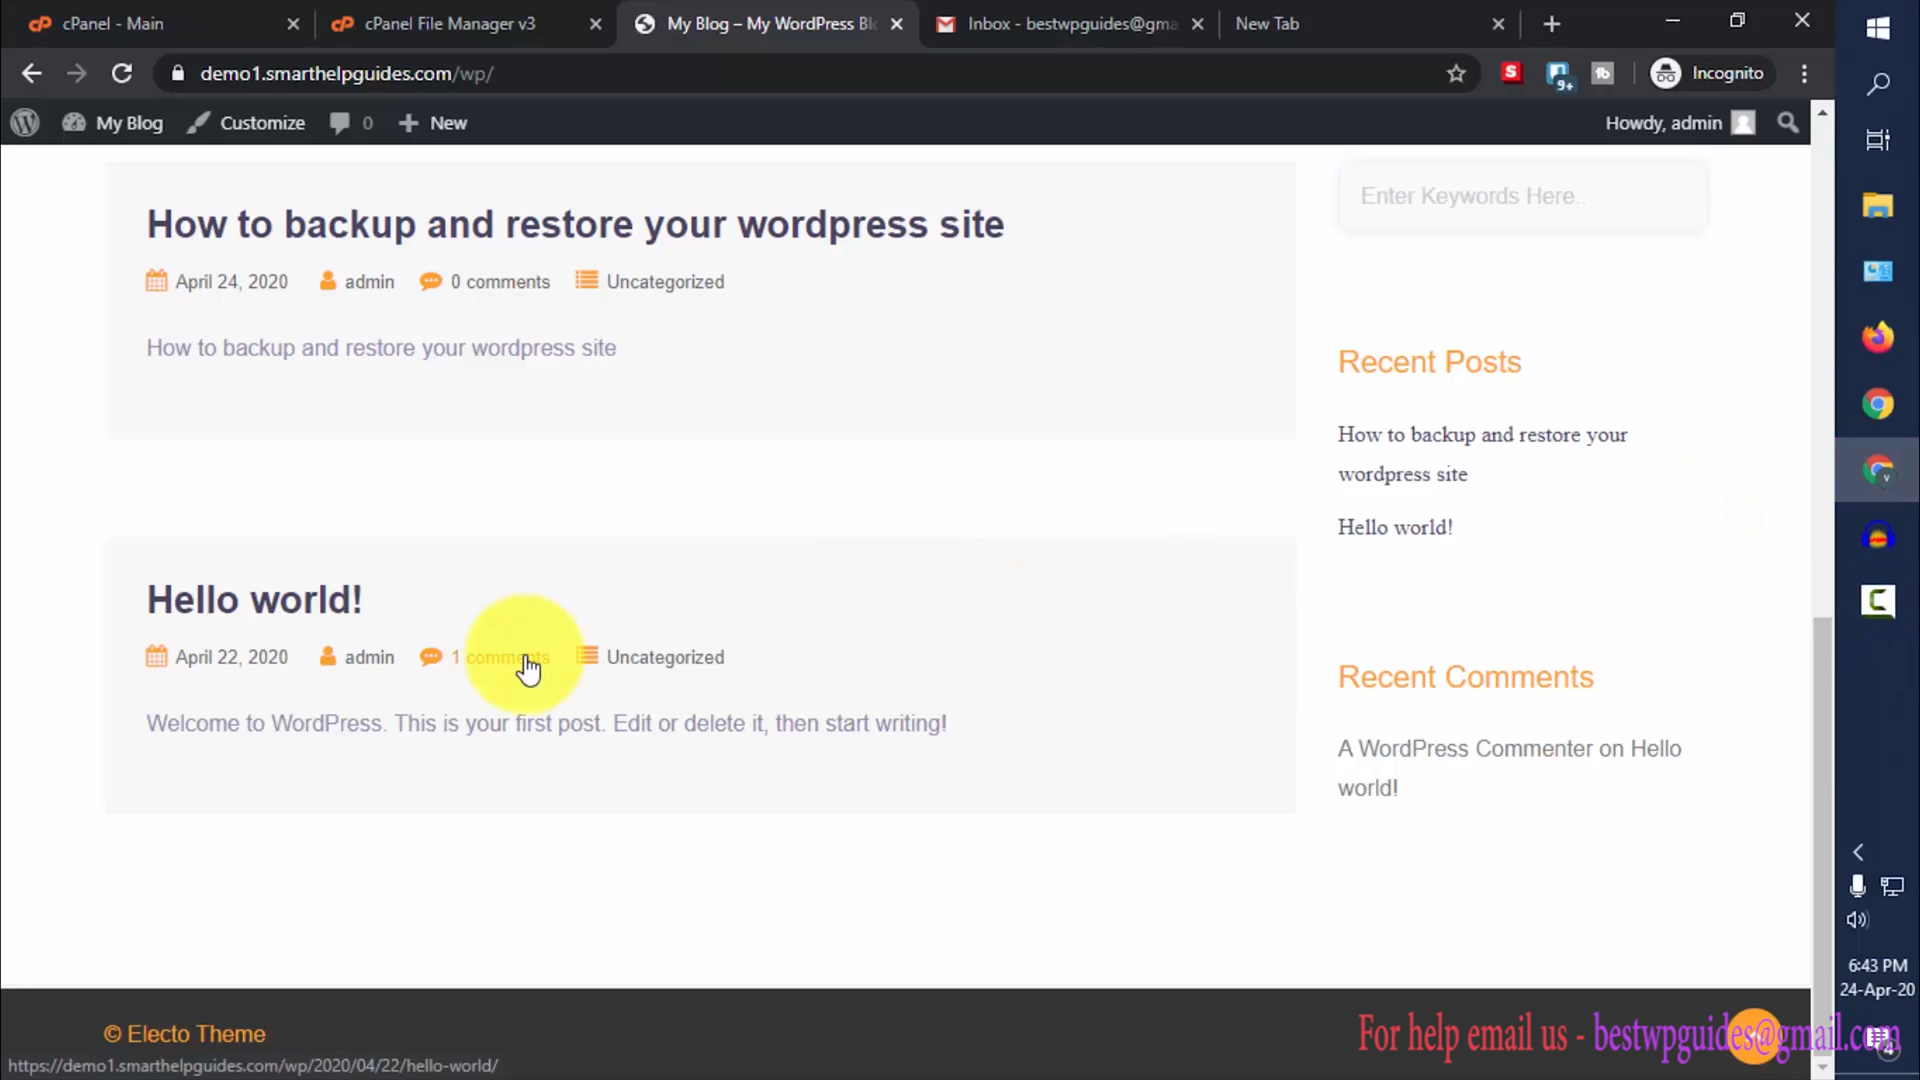 cPanel - Main
cPanel File Manager v3
My Blog – My WordPress Blo
Inbox - bestwpguides@gma
New Tab
demo1.smarthelpguides.com/wp/
9+
Incognito
My Blog
Customize
0
New
Howdy, admin
How to backup and restore your wordpress site
April 24, 2020
admin
0 comments
Uncategorized
How to backup and restore your wordpress site
Hello world!
April 22, 2020
admin
1 comments
Uncategorized
Welcome to WordPress. This is your first post. Edit or delete it, then start writing!
Enter Keywords Here..
Recent Posts
How to backup and restore your
wordpress site
Hello world!
Recent Comments
A WordPress Commenter on Hello
world!
6:43 PM
24-Apr-20
© Electo Theme
For help email us - bestwpguides@gmail.com
https://demo1.smarthelpguides.com/wp/2020/04/22/hello-world/